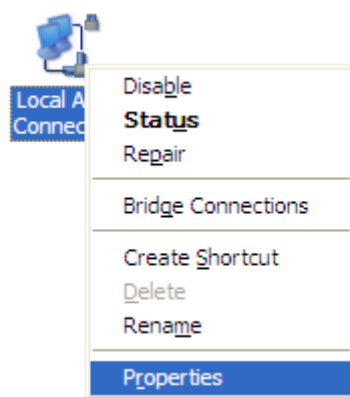 Local A
Connec
Disable
Status
Repair
Bridge Connections
Create Shortcut
Delete
Rename
Properties